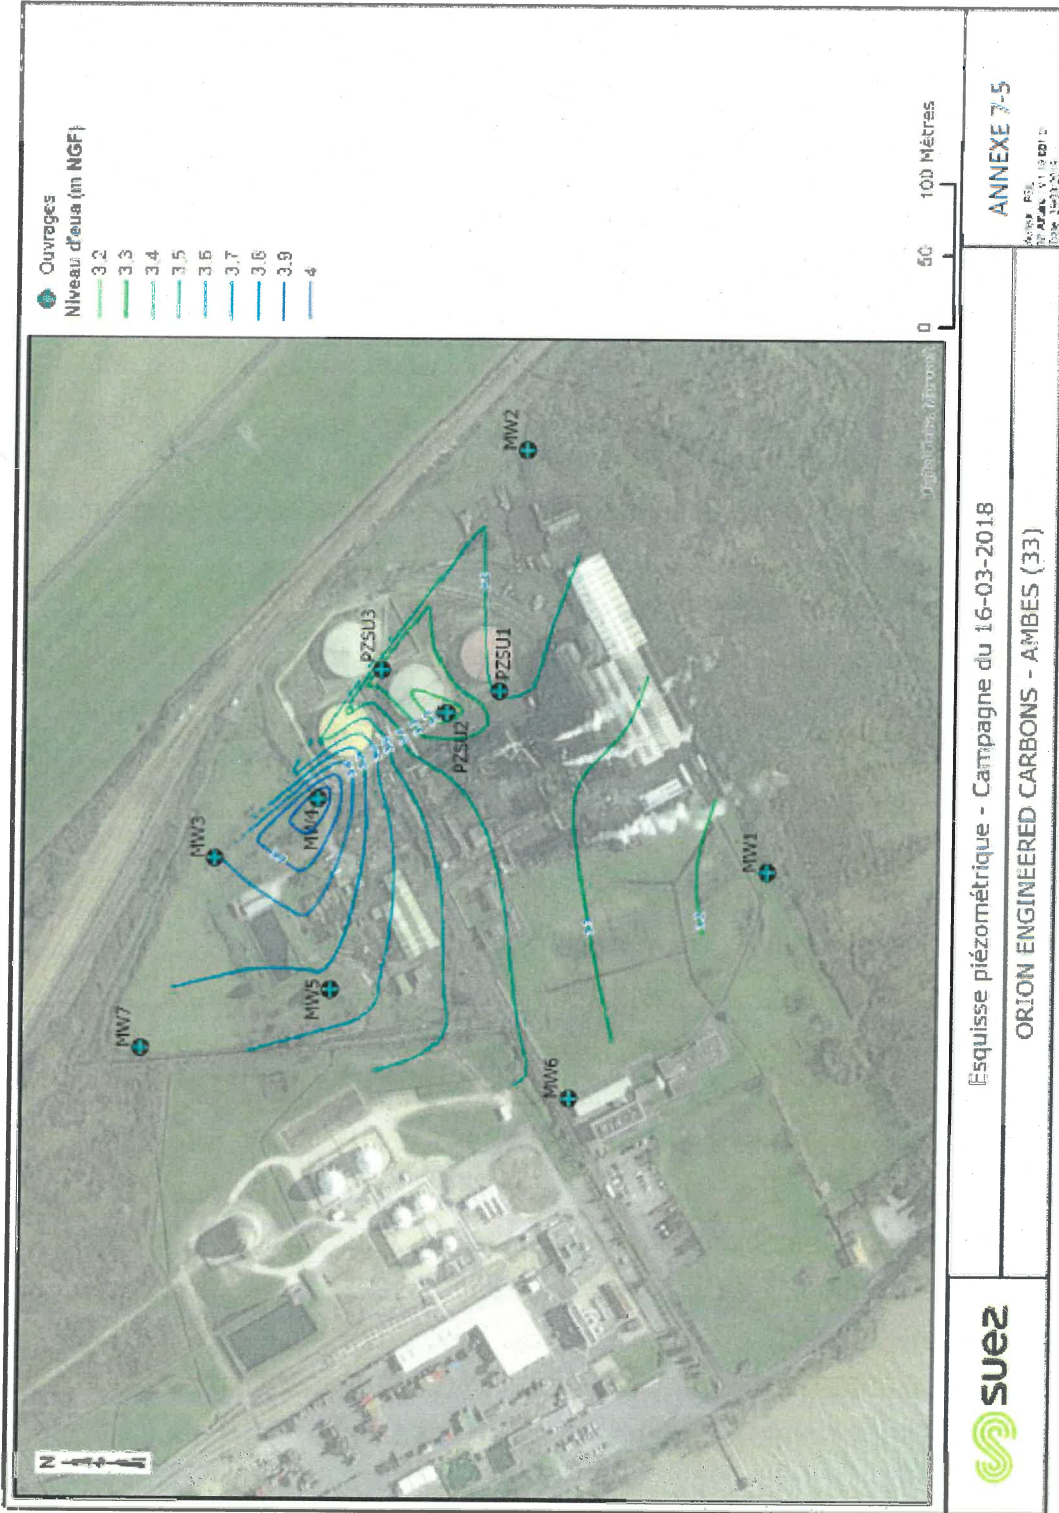 N
MW7
MW3
MW5
MW4
PZSU3
PZSU2
PZSU1
MW2
MW6
MW1
Ouvrages
Niveau d'eua (m NGF)
3.2
3.3
3.4
3.5
3.6
3.7
3.8
3.9
4
0 50 100 Mètres
suez
Esquisse piézométrique - Campagne du 16-03-2018
ORION ENGINEERED CARBONS - AMBES (33)
ANNEXE 7-5